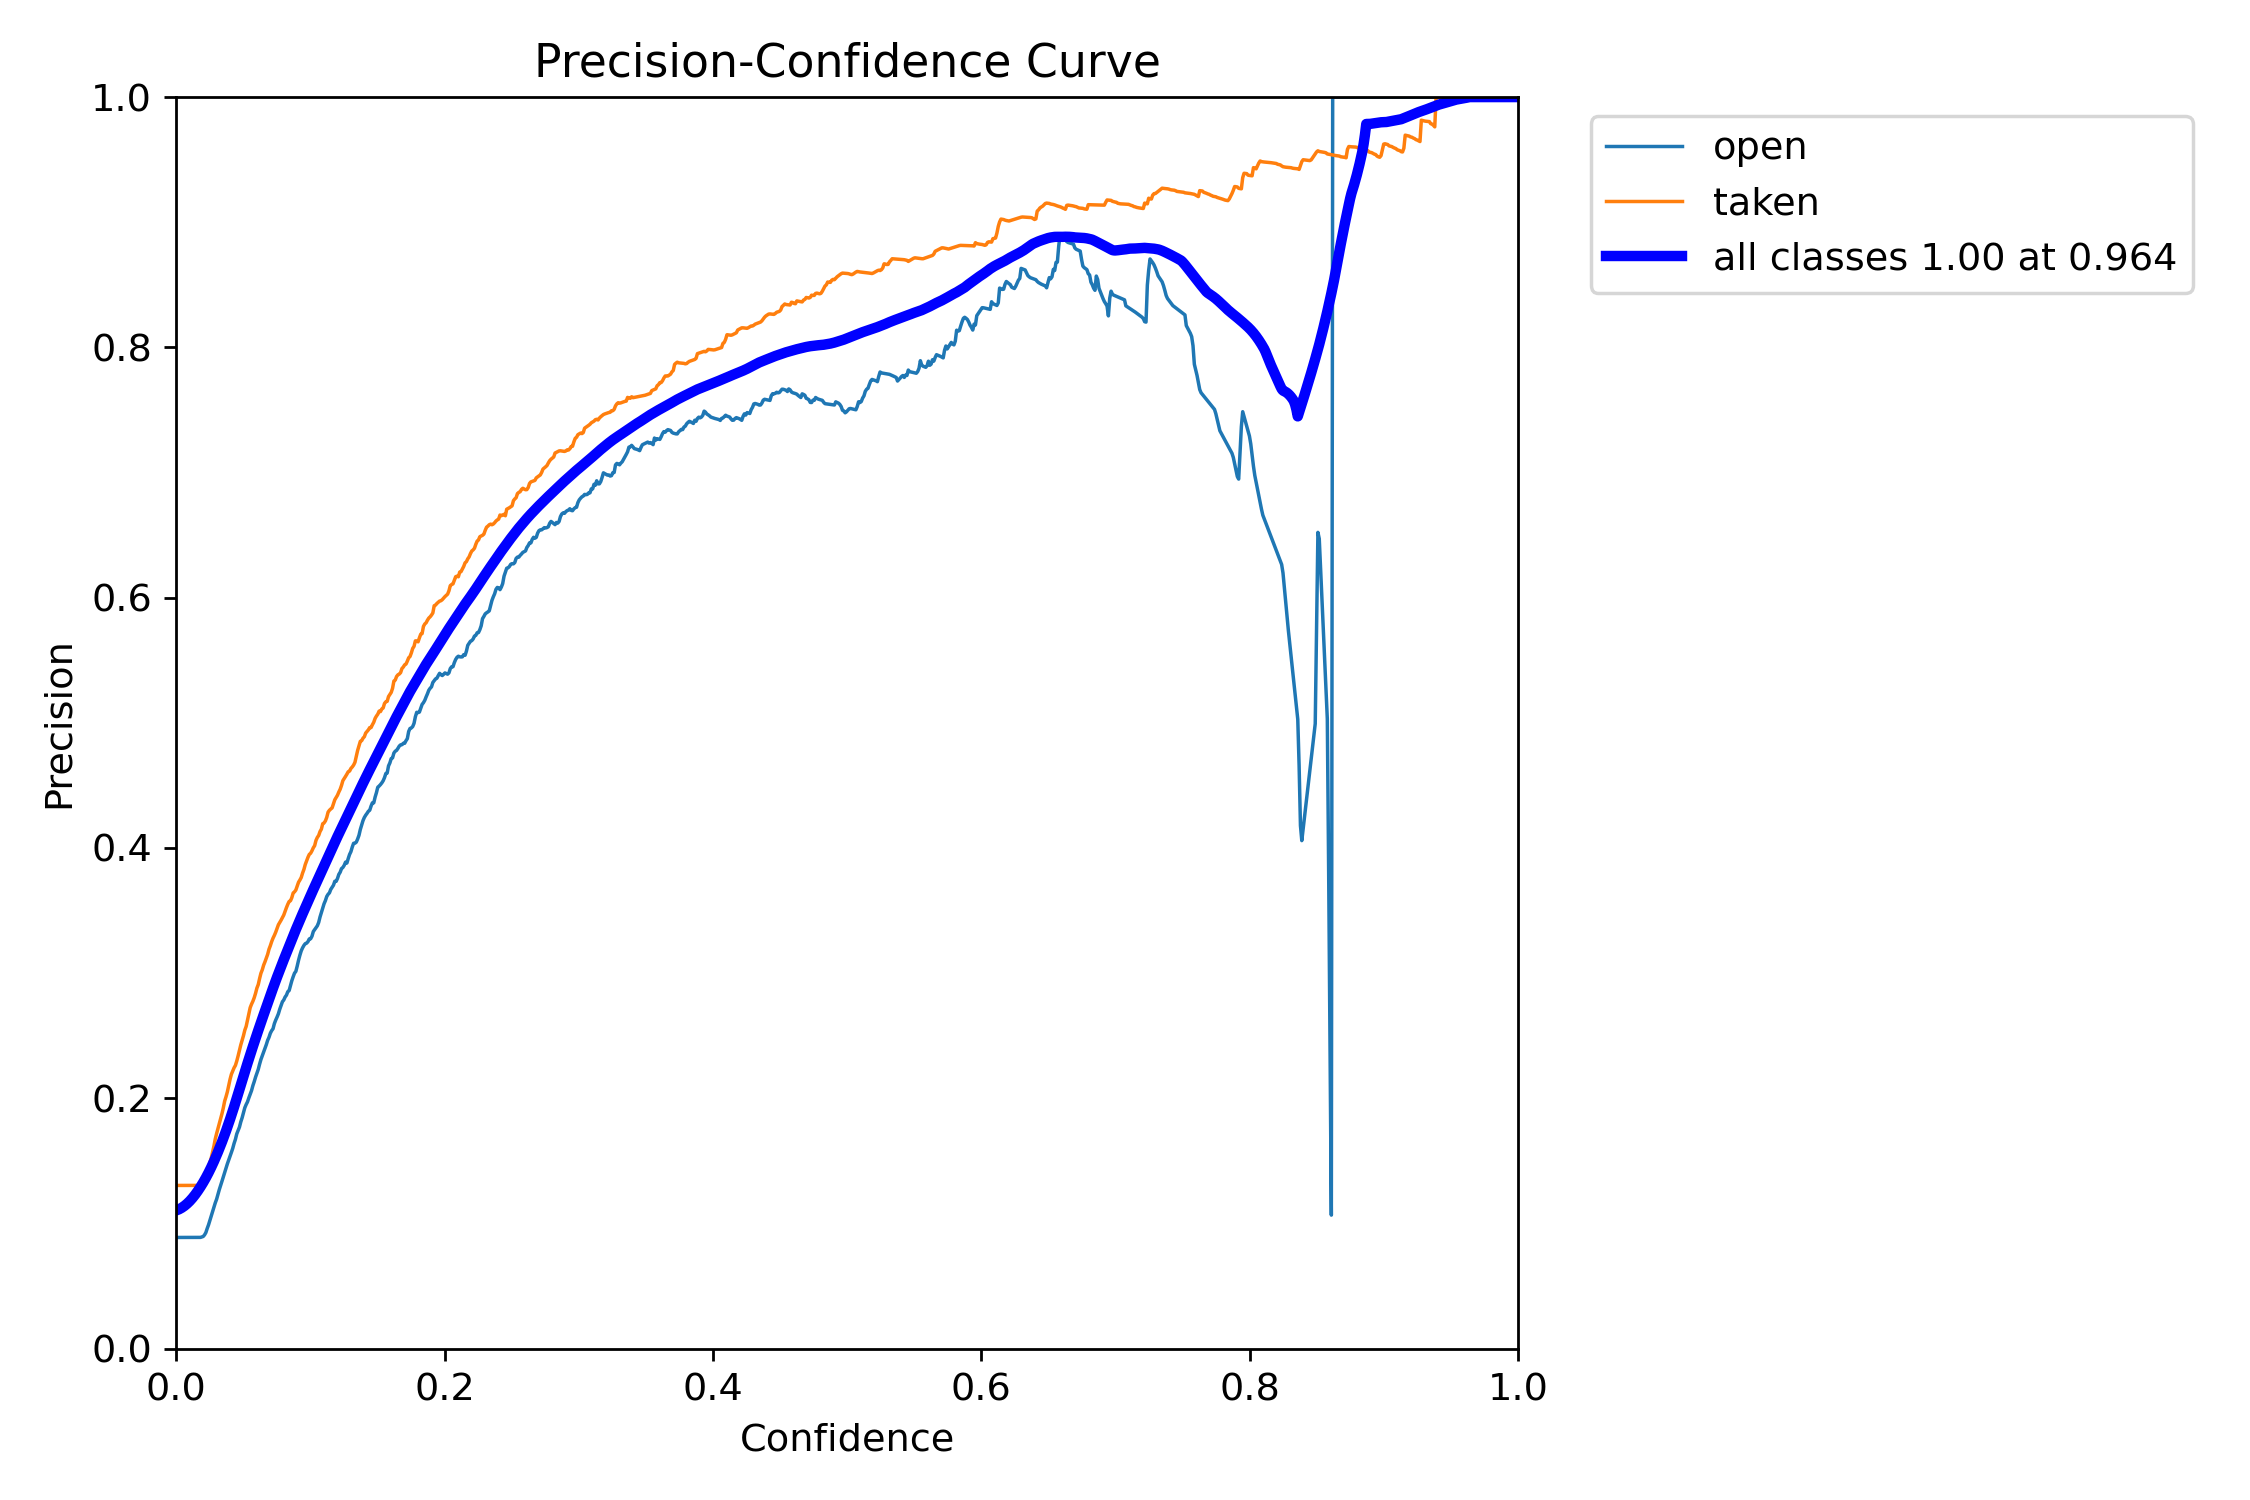 Precision-Confidence Curve
1.0
0.8
0.6
0.4
0.2
0.0
Precision
0.0 0.2 0.4 0.6 0.8 1.0
Confidence
open
taken
all classes 1.00 at 0.964